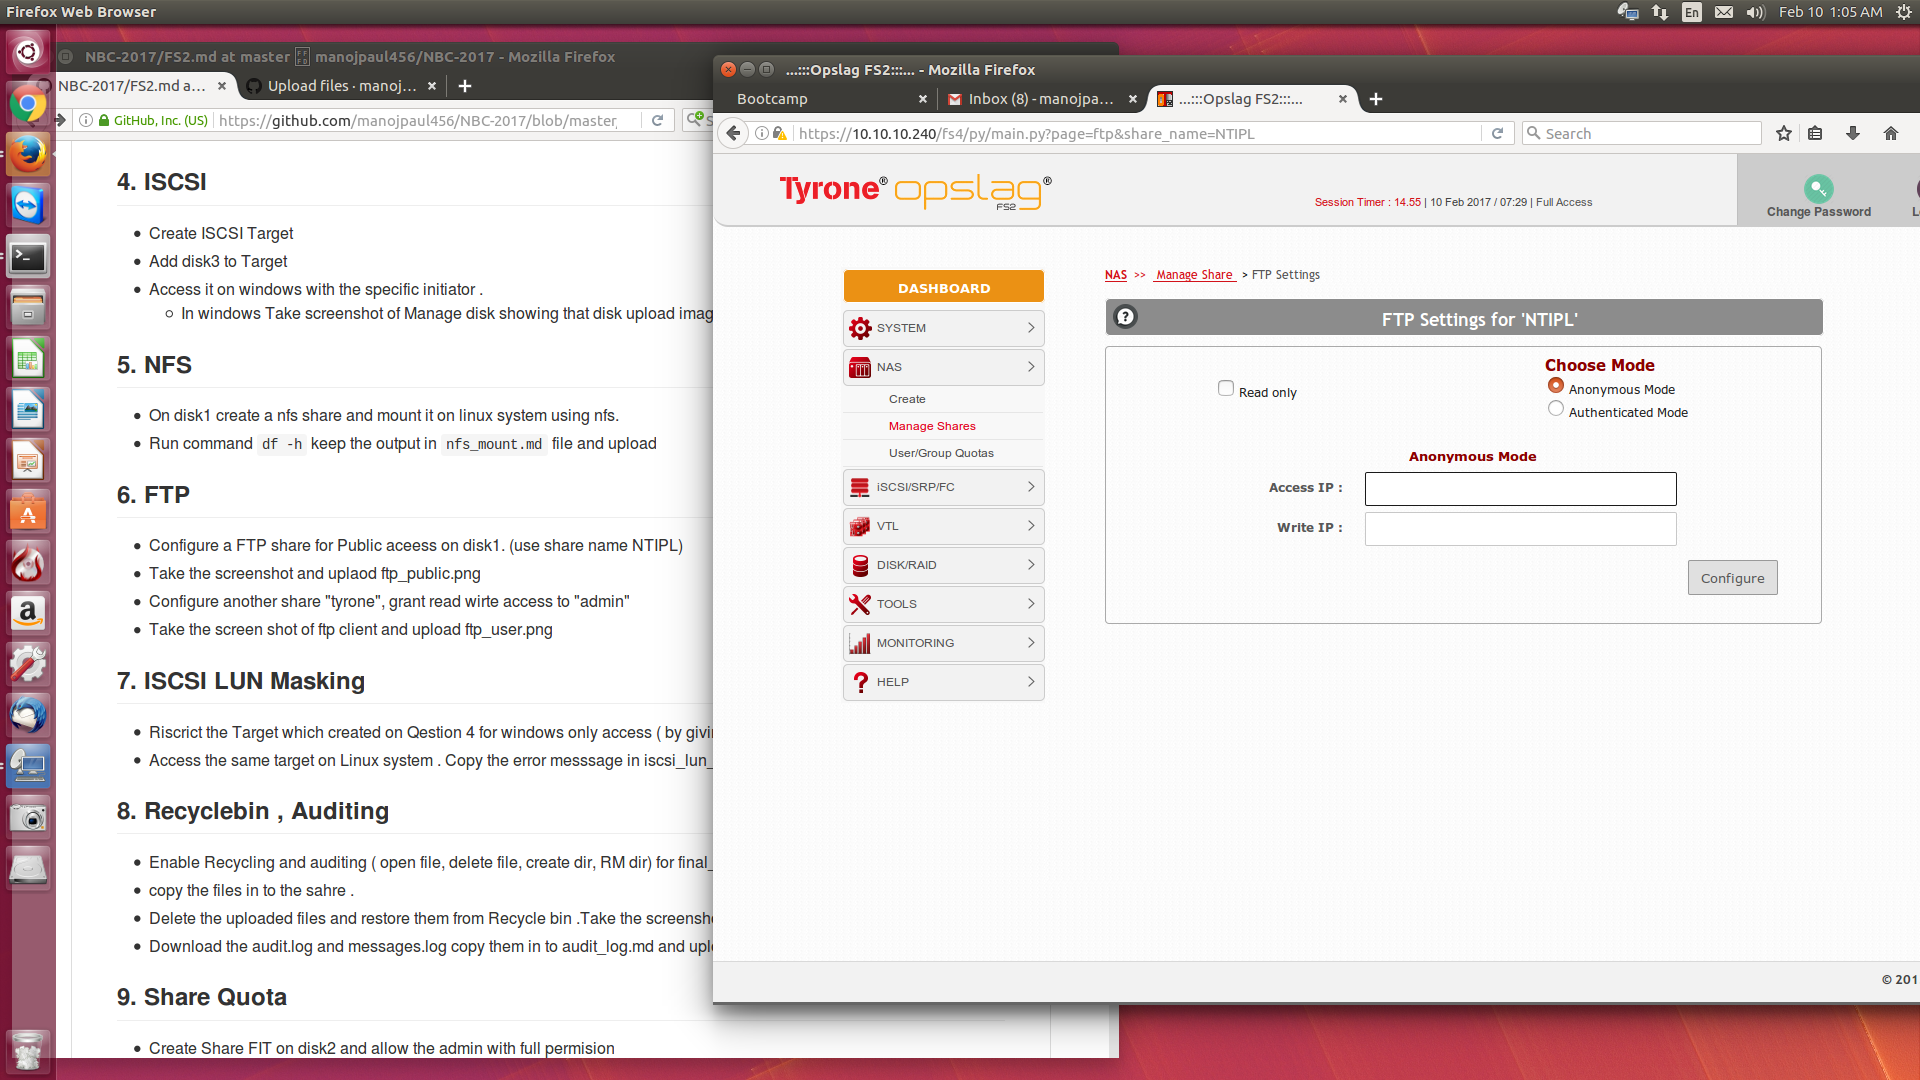 Firefox Web Browser
En
Feb 10 1:05 AM
NBC-2017/FS2.md at master
manojpaul456/NBC-2017 - Mozilla Firefox
NBC-2017/FS2.md a...
Upload files · manoj...
GitHub, Inc. (US)
https://github.com/manojpaul456/NBC-2017/blob/master
4. ISCSI
Create ISCSI Target
Add disk3 to Target
Access it on windows with the specific initiator .
In windows Take screenshot of Manage disk showing that disk upload imag
5. NFS
On disk1 create a nfs share and mount it on linux system using nfs.
Run command df -h keep the output in nfs_mount.md file and upload
6. FTP
Configure a FTP share for Public aceess on disk1. (use share name NTIPL)
Take the screenshot and uplaod ftp_public.png
Configure another share "tyrone", grant read wirte access to "admin"
Take the screen shot of ftp client and upload ftp_user.png
7. ISCSI LUN Masking
Riscrict the Target which created on Qestion 4 for windows only access ( by givin
Access the same target on Linux system . Copy the error messsage in iscsi_lun_
8. Recyclebin , Auditing
Enable Recycling and auditing ( open file, delete file, create dir, RM dir) for final_
copy the files in to the sahre .
Delete the uploaded files and restore them from Recycle bin .Take the screensho
Download the audit.log and messages.log copy them in to audit_log.md and uplo
9. Share Quota
Create Share FIT on disk2 and allow the admin with full permision
...:::Opslag FS2:::... - Mozilla Firefox
Bootcamp
Inbox (8) - manojpa...
...:::Opslag FS2:::...
https://10.10.10.240/fs4/py/main.py?page=ftp&share_name=NTIPL
Search
Tyrone® opslag® FS2
Session Timer : 14.55 | 10 Feb 2017 / 07:29 | Full Access
Change Password
DASHBOARD
SYSTEM
NAS
Create
Manage Shares
User/Group Quotas
iSCSI/SRP/FC
VTL
DISK/RAID
TOOLS
MONITORING
HELP
NAS >> Manage Share > FTP Settings
FTP Settings for 'NTIPL'
Choose Mode
Read only
Anonymous Mode
Authenticated Mode
Anonymous Mode
Access IP :
Write IP :
Configure
© 201